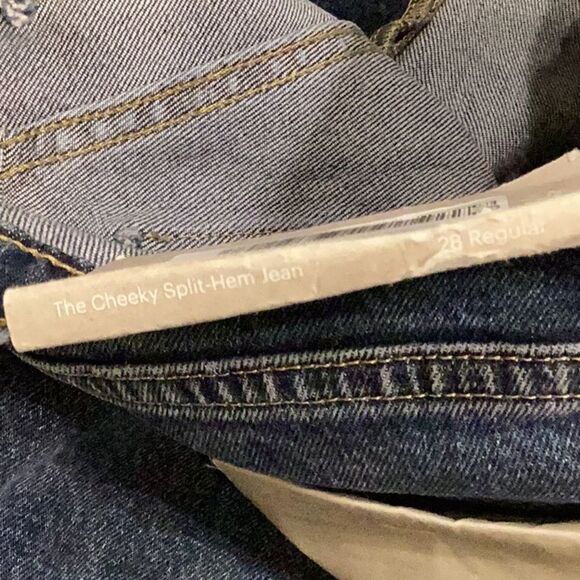 The Cheeky Split-Hem Jean
28 Regular